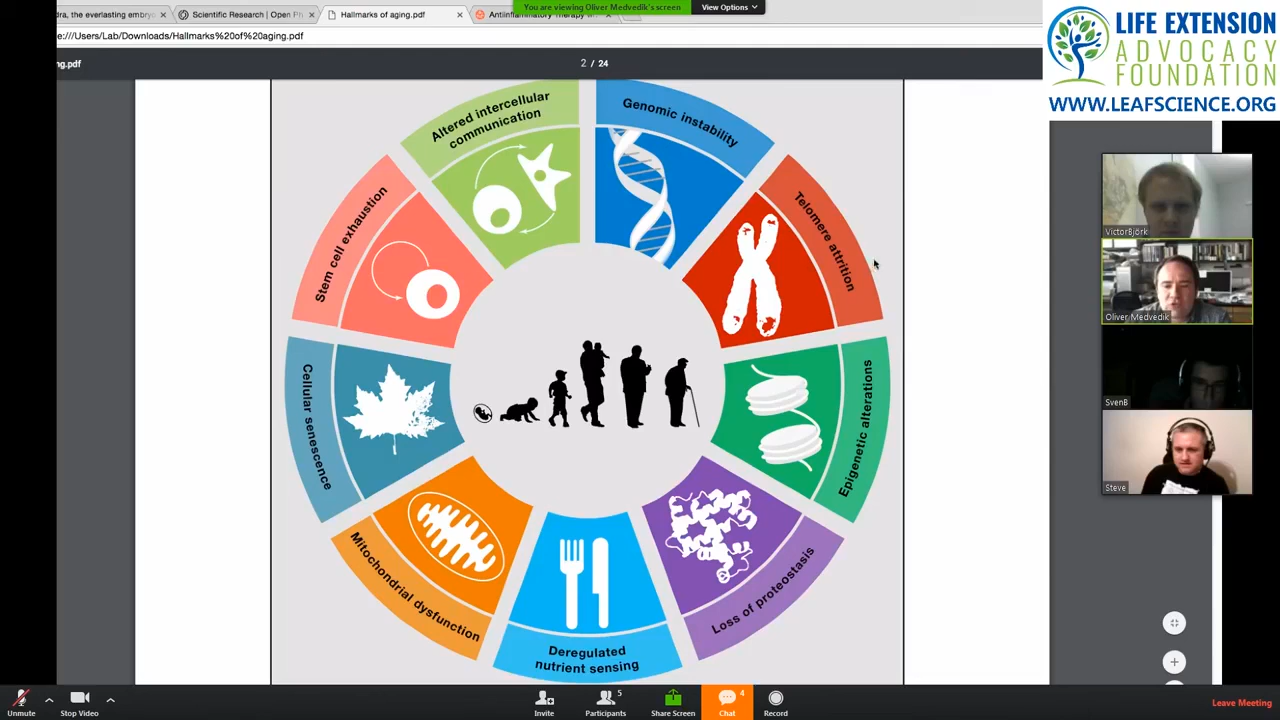 dra, the everlasting embry
Scientific Research | Open Pr
Hallmarks of aging.pdf
Antiinflammatory Therapy w
You are viewing Oliver Medvedik's screen
View Options
e:///Users/Lab/Downloads/Hallmarks%20of%20aging.pdf
ng.pdf
2 / 24
LIFE EXTENSION
ADVOCACY
FOUNDATION
WWW.LEAFSCIENCE.ORG
Altered intercellular
communication
Genomic instability
Telomere attrition
Epigenetic alterations
Loss of proteostasis
Deregulated
nutrient sensing
Mitochondrial dysfunction
Cellular senescence
Stem cell exhaustion
VictorBjörk
Oliver Medvedik
SvenB
Steve
Unmute
Stop Video
Invite
5
Participants
Share Screen
4
Chat
Record
Leave Meeting